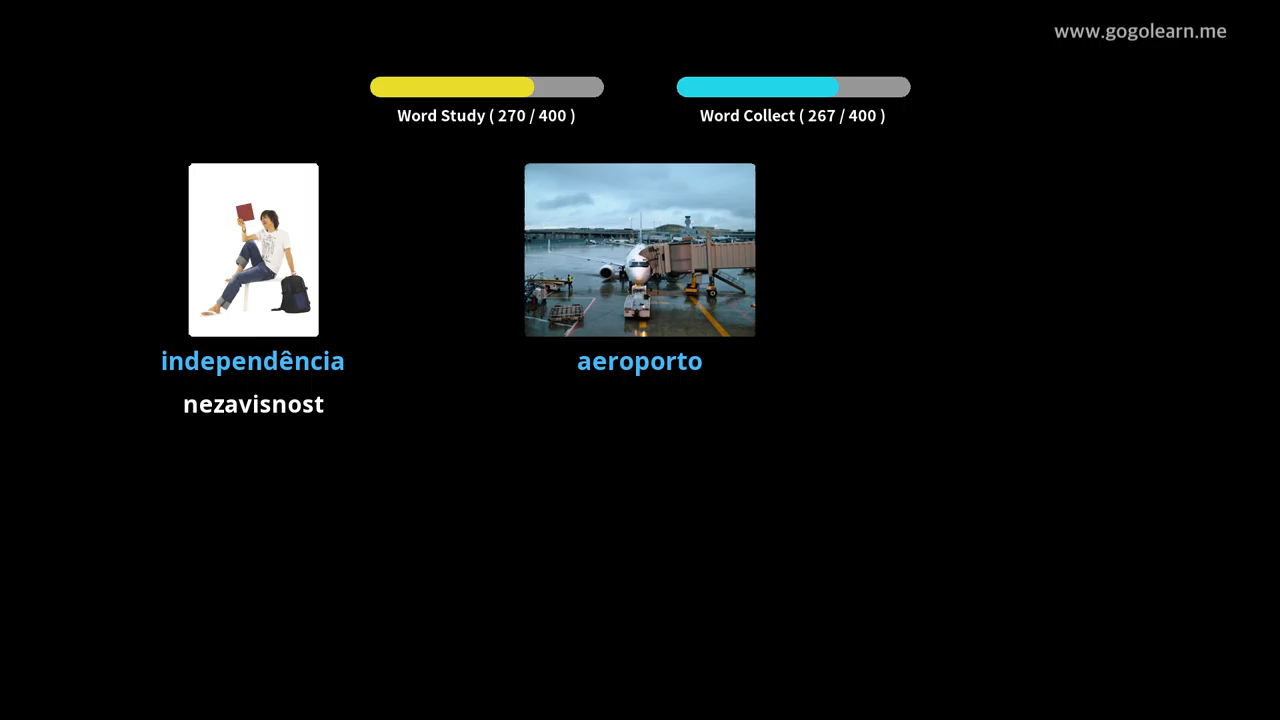 www.gogolearn.me
Word Study ( 270 / 400 )
Word Collect ( 267 / 400 )
independência
aeroporto
nezavisnost